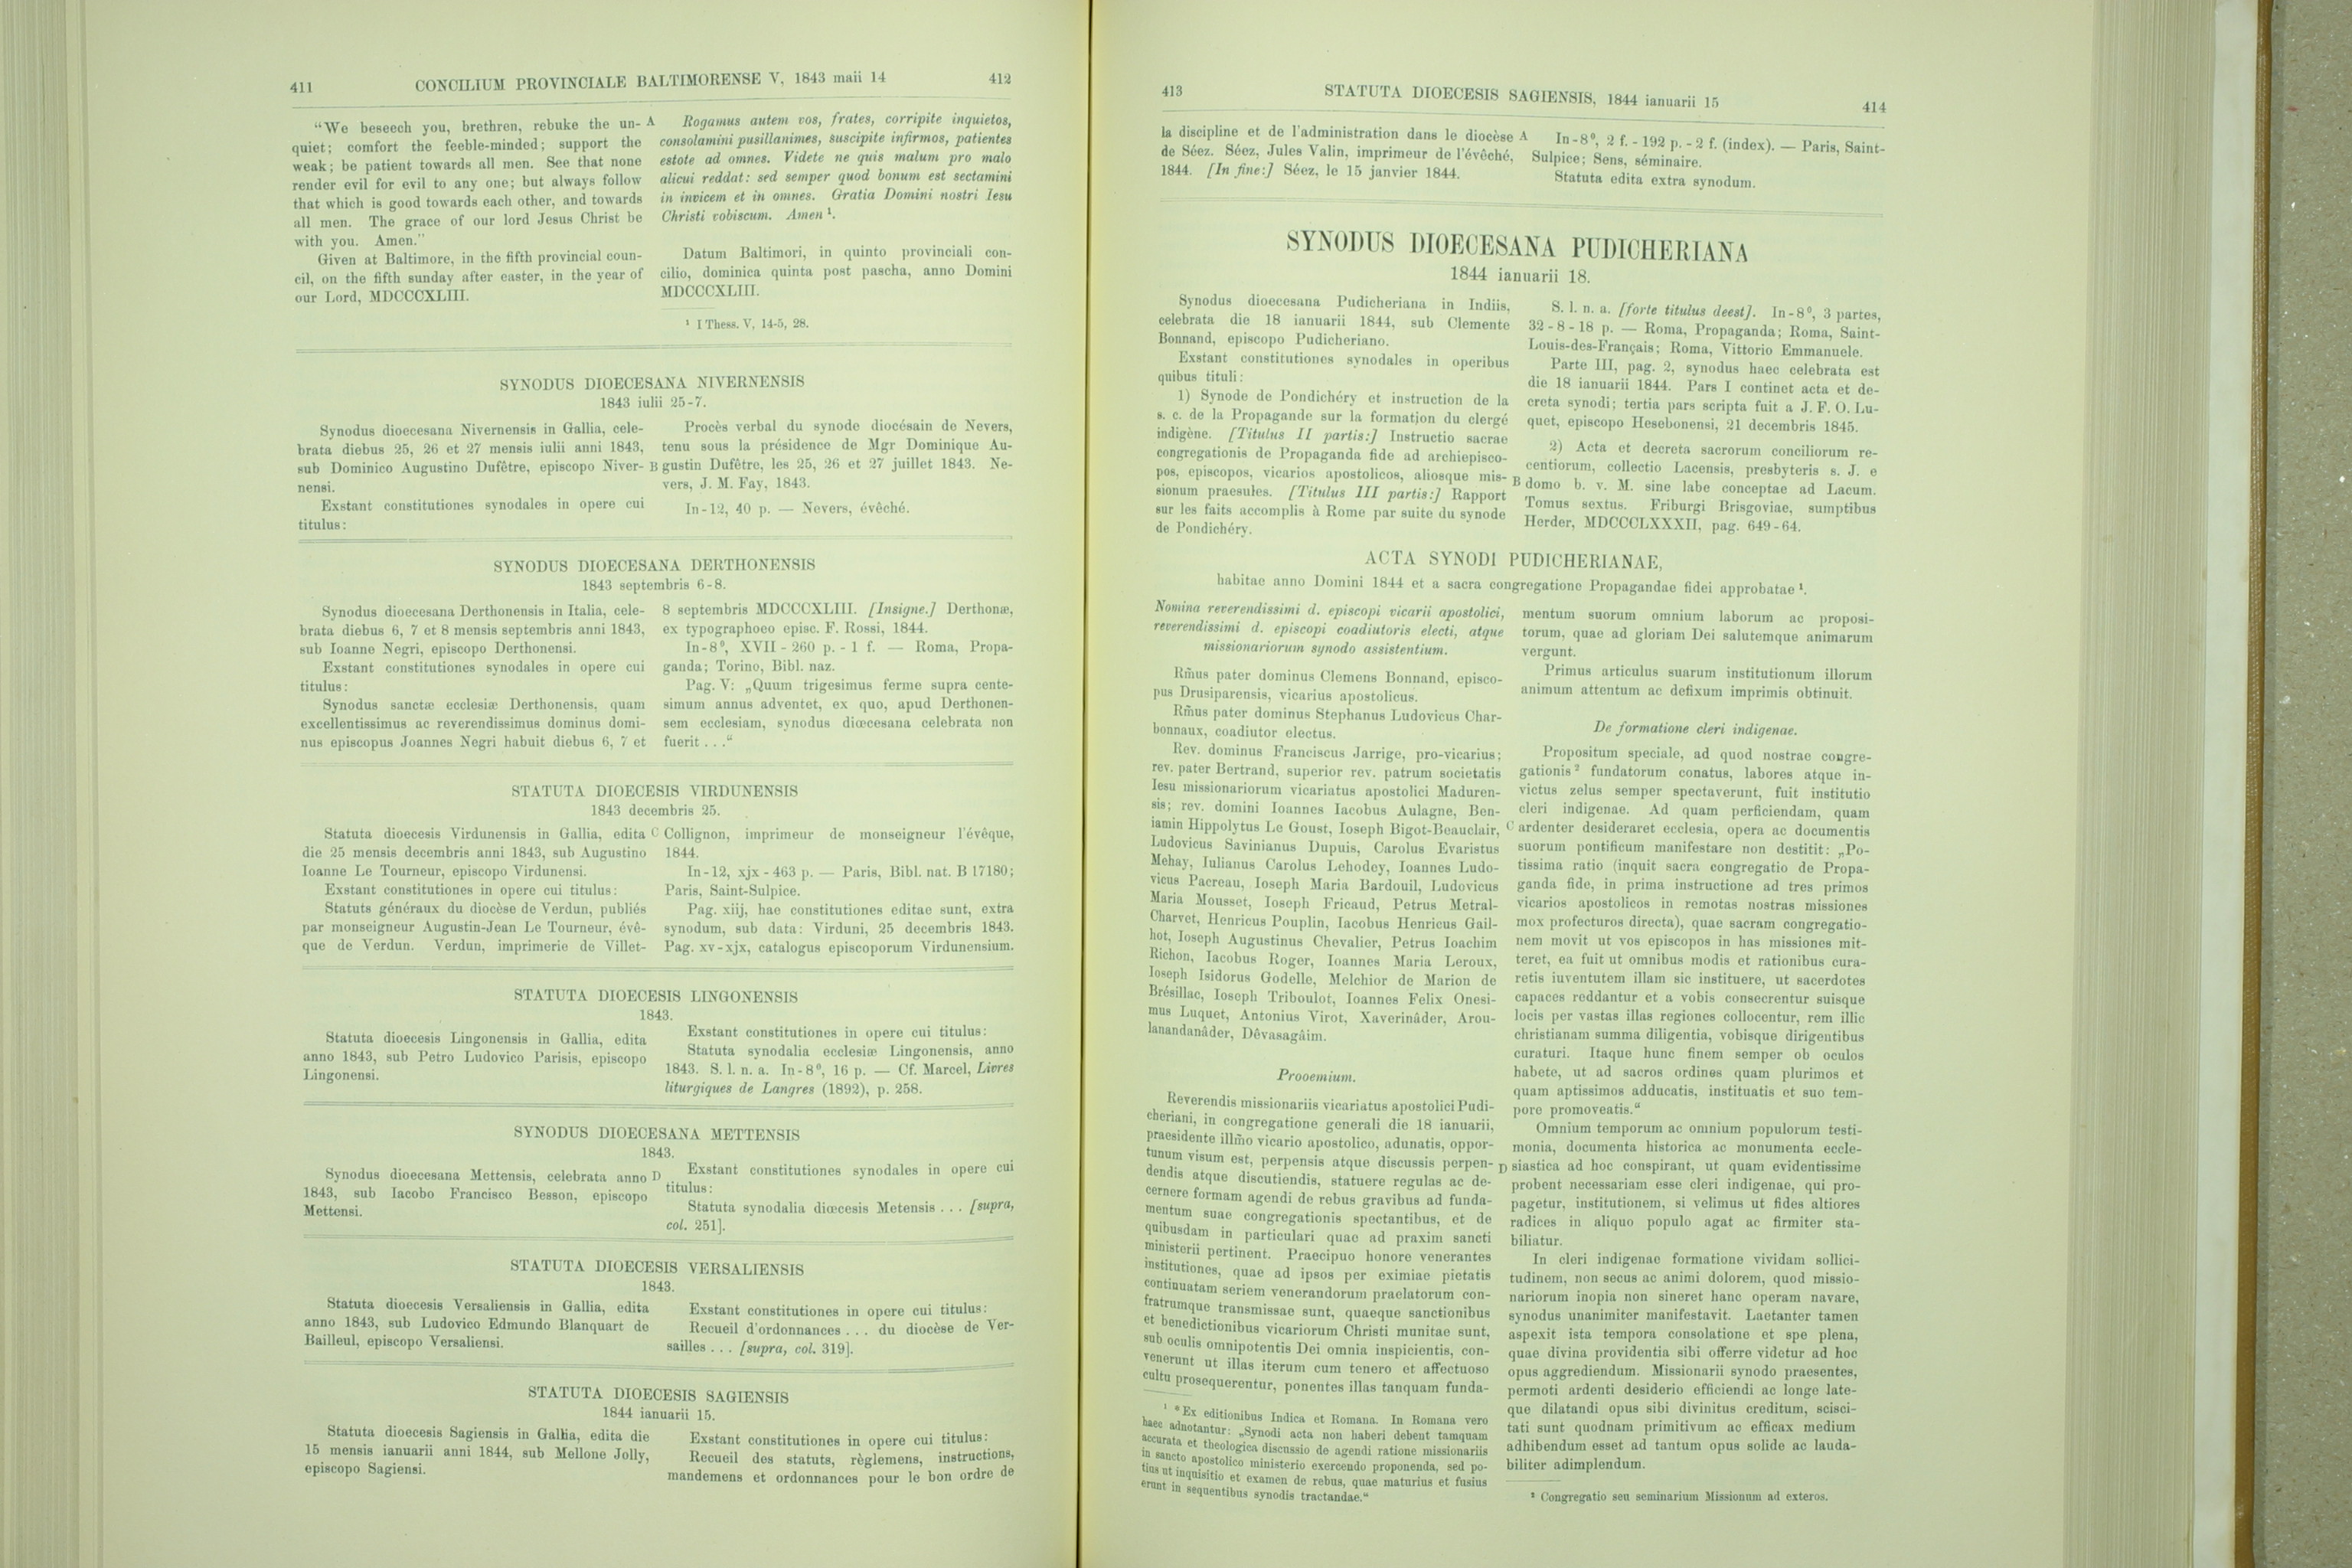 411
CONCILIUM PROVINCIALE BALTIMORENSE V, 1843 maii 14
412
“We beseech you, brethren, rebuke the un-
quiet; comfort the feeble-minded; support the
weak; be patient towards all men. See that none
render evil for evil to any one; but always follow
that which is good towards each other, and towards
all men. The grace of our lord Jesus Christ be
with you. Amen.”
Given at Baltimore, in the fifth provincial coun-
cil, on the fifth sunday after easter, in the year of
our Lord, MDCCCXLIII.
A
Rogamus autem vos, frates, corripite inquietos,
consolamini pusillanimes, suscipite infirmos, patientes
estote ad omnes. Videte ne quis malum pro malo
alicui reddat: sed semper quod bonum est sectamini
in invicem et in omnes. Gratia Domini nostri Iesu
Christi vobiscum. Amen ¹.
Datum Baltimori, in quinto provinciali con-
cilio, dominica quinta post pascha, anno Domini
MDCCCXLIII.
¹ I Thess. V, 14-5, 28.
SYNODUS DIOECESANA NIVERNENSIS
1843 iulii 25-7.
Synodus dioecesana Nivernensis in Gallia, cele-
brata diebus 25, 26 et 27 mensis iulii anni 1843,
sub Dominico Augustino Dufêtre, episcopo Niver-
nensi.
Exstant constitutiones synodales in opere cui
titulus:
Procès verbal du synode diocésain de Nevers,
tenu sous la présidence de Mgr Dominique Au-
B gustin Dufêtre, les 25, 26 et 27 juillet 1843. Ne-
vers, J. M. Fay, 1843.
In-12, 40 p. — Nevers, évêché.
SYNODUS DIOECESANA DERTHONENSIS
1843 septembris 6-8.
Synodus dioecesana Derthonensis in Italia, cele-
brata diebus 6, 7 et 8 mensis septembris anni 1843,
sub Ioanne Negri, episcopo Derthonensi.
Exstant constitutiones synodales in opere cui
titulus:
Synodus sanctæ ecclesiæ Derthonensis, quam
excellentissimus ac reverendissimus dominus domi-
nus episcopus Joannes Negri habuit diebus 6, 7 et
8 septembris MDCCCXLIII. [Insigne.] Derthonæ,
ex typographoeo episc. F. Rossi, 1844.
In-8⁰, XVII - 260 p. - 1 f. — Roma, Propa-
ganda; Torino, Bibl. naz.
Pag. V: „Quum trigesimus ferme supra cente-
simum annus adventet, ex quo, apud Derthonen-
sem ecclesiam, synodus diœcesana celebrata non
fuerit . . .“
STATUTA DIOECESIS VIRDUNENSIS
1843 decembris 25.
Statuta dioecesis Virdunensis in Gallia, edita
die 25 mensis decembris anni 1843, sub Augustino
Ioanne Le Tourneur, episcopo Virdunensi.
Exstant constitutiones in opere cui titulus:
Statuts généraux du diocèse de Verdun, publiés
par monseigneur Augustin-Jean Le Tourneur, évê-
que de Verdun. Verdun, imprimerie de Villet-
C Collignon, imprimeur de monseigneur l'évêque,
1844.
In-12, xjx - 463 p. — Paris, Bibl. nat. B 17180;
Paris, Saint-Sulpice.
Pag. xiij, hae constitutiones editae sunt, extra
synodum, sub data: Virduni, 25 decembris 1843.
Pag. xv-xjx, catalogus episcoporum Virdunensium.
STATUTA DIOECESIS LINGONENSIS
1843.
Statuta dioecesis Lingonensis in Gallia, edita
anno 1843, sub Petro Ludovico Parisis, episcopo
Lingonensi.
Exstant constitutiones in opere cui titulus:
Statuta synodalia ecclesiæ Lingonensis, anno
1843. S. l. n. a. In-8⁰, 16 p. — Cf. Marcel, Livres
liturgiques de Langres (1892), p. 258.
SYNODUS DIOECESANA METTENSIS
1843.
Synodus dioecesana Mettensis, celebrata anno
1843, sub Iacobo Francisco Besson, episcopo
Mettensi.
D
Exstant constitutiones synodales in opere cui
titulus:
Statuta synodalia diœcesis Metensis . . . [supra,
col. 251].
STATUTA DIOECESIS VERSALIENSIS
1843.
Statuta dioecesis Versaliensis in Gallia, edita
anno 1843, sub Ludovico Edmundo Blanquart de
Bailleul, episcopo Versaliensi.
Exstant constitutiones in opere cui titulus:
Recueil d'ordonnances . . . du diocèse de Ver-
sailles . . . [supra, col. 319].
STATUTA DIOECESIS SAGIENSIS
1844 ianuarii 15.
Statuta dioecesis Sagiensis in Gallia, edita die
15 mensis ianuarii anni 1844, sub Mellone Jolly,
episcopo Sagiensi.
Exstant constitutiones in opere cui titulus:
Recueil des statuts, règlemens, instructions,
mandemens et ordonnances pour le bon ordre de
413
STATUTA DIOECESIS SAGIENSIS, 1844 ianuarii 15
414
la discipline et de l'administration dans le diocèse
de Séez. Séez, Jules Valin, imprimeur de l'évêché,
1844. [In fine:] Séez, le 15 janvier 1844.
A
In-8⁰, 2 f. - 192 p. - 2 f. (index). — Paris, Saint-
Sulpice; Sens, séminaire.
Statuta edita extra synodum.
SYNODUS DIOECESANA PUDICHERIANA
1844 ianuarii 18.
Synodus dioecesana Pudicheriana in Indiis,
celebrata die 18 ianuarii 1844, sub Clemente
Bonnand, episcopo Pudicheriano.
Exstant constitutiones synodales in operibus
quibus tituli:
1) Synode de Pondichéry et instruction de la
s. c. de la Propagande sur la formation du clergé
indigène. [Titulus II partis:] Instructio sacrae
congregationis de Propaganda fide ad archiepisco-
pos, episcopos, vicarios apostolicos, aliosque mis-
sionum praesules. [Titulus III partis:] Rapport
sur les faits accomplis à Rome par suite du synode
de Pondichéry.
S. l. n. a. [forte titulus deest]. In-8⁰, 3 partes,
32 - 8 - 18 p. — Roma, Propaganda; Roma, Saint-
Louis-des-Français; Roma, Vittorio Emmanuele.
Parte III, pag. 2, synodus haec celebrata est
die 18 ianuarii 1844. Pars I continet acta et de-
creta synodi; tertia pars scripta fuit a J. F. O. Lu-
quet, episcopo Hesebonensi, 21 decembris 1845.
2) Acta et decreta sacrorum conciliorum re-
centiorum, collectio Lacensis, presbyteris s. J. e
B domo b. v. M. sine labe conceptae ad Lacum.
Tomus sextus. Friburgi Brisgoviae, sumptibus
Herder, MDCCCLXXXII, pag. 649-64.
ACTA SYNODI PUDICHERIANAE,
habitae anno Domini 1844 et a sacra congregatione Propagandae fidei approbatae ¹.
Nomina reverendissimi d. episcopi vicarii apostolici,
reverendissimi d. episcopi coadiutoris electi, atque
missionariorum synodo assistentium.
Rm̃us pater dominus Clemens Bonnand, episco-
pus Drusiparensis, vicarius apostolicus.
Rm̃us pater dominus Stephanus Ludovicus Char-
bonnaux, coadiutor electus.
Rev. dominus Franciscus Jarrige, pro-vicarius;
rev. pater Bertrand, superior rev. patrum societatis
Iesu missionariorum vicariatus apostolici Maduren-
sis; rev. domini Ioannes Iacobus Aulagne, Ben-
iamin Hippolytus Le Goust, Ioseph Bigot-Beauclair,
Ludovicus Savinianus Dupuis, Carolus Evaristus
Mehay, Iulianus Carolus Lehodey, Ioannes Ludo-
vicus Pacreau, Ioseph Maria Bardouil, Ludovicus
Maria Mousset, Ioseph Fricaud, Petrus Metral-
Charvet, Henricus Pouplin, Iacobus Henricus Gail-
hot, Ioseph Augustinus Chevalier, Petrus Ioachim
Richon, Iacobus Roger, Ioannes Maria Leroux,
Ioseph Isidorus Godelle, Melchior de Marion de
Brésillac, Ioseph Triboulot, Ioannes Felix Onesi-
mus Luquet, Antonius Virot, Xaverinâder, Arou-
lanandanâder, Dêvasagâim.
Prooemium.
Reverendis missionariis vicariatus apostolici Pudi-
cheriani, in congregatione generali die 18 ianuarii,
praesidente illm̃o vicario apostolico, adunatis, oppor-
tunum visum est, perpensis atque discussis perpen-
dendis atque discutiendis, statuere regulas ac de-
cernere formam agendi de rebus gravibus ad funda-
mentum suae congregationis spectantibus, et de
quibusdam in particulari quae ad praxim sancti
ministerii pertinent. Praecipuo honore venerantes
institutiones, quae ad ipsos per eximiae pietatis
continuatam seriem venerandorum praelatorum con-
fratrumque transmissae sunt, quaeque sanctionibus
et benedictionibus vicariorum Christi munitae sunt,
sub oculis omnipotentis Dei omnia inspicientis, con-
venerunt ut illas iterum cum tenero et affectuoso
cultu prosequerentur, ponentes illas tanquam funda-
¹ * Ex editionibus Indica et Romana. In Romana vero
haec adnotantur: „Synodi acta non haberi debent tamquam
accurata et theologica discussio de agendi ratione missionariis
in sancto apostolico ministerio exercendo proponenda, sed po-
tius ut inquisitio et examen de rebus, quae maturius et fusius
erunt in sequentibus synodis tractandae.“
mentum suorum omnium laborum ac proposi-
torum, quae ad gloriam Dei salutemque animarum
vergunt.
Primus articulus suarum institutionum illorum
animum attentum ac defixum imprimis obtinuit.
De formatione cleri indigenae.
Propositum speciale, ad quod nostrae congre-
gationis ² fundatorum conatus, labores atque in-
victus zelus semper spectaverunt, fuit institutio
cleri indigenae. Ad quam perficiendam, quam
C ardenter desideraret ecclesia, opera ac documentis
suorum pontificum manifestare non destitit: „Po-
tissima ratio (inquit sacra congregatio de Propa-
ganda fide, in prima instructione ad tres primos
vicarios apostolicos in remotas nostras missiones
mox profecturos directa), quae sacram congregatio-
nem movit ut vos episcopos in has missiones mit-
teret, ea fuit ut omnibus modis et rationibus cura-
retis iuventutem illam sic instituere, ut sacerdotes
capaces reddantur et a vobis consecrentur suisque
locis per vastas illas regiones collocentur, rem illic
christianam summa diligentia, vobisque dirigentibus
curaturi. Itaque hunc finem semper ob oculos
habete, ut ad sacros ordines quam plurimos et
quam aptissimos adducatis, instituatis et suo tem-
pore promoveatis.“
Omnium temporum ac omnium populorum testi-
monia, documenta historica ac monumenta eccle-
D siastica ad hoc conspirant, ut quam evidentissime
probent necessariam esse cleri indigenae, qui pro-
pagetur, institutionem, si velimus ut fides altiores
radices in aliquo populo agat ac firmiter sta-
biliatur.
In cleri indigenae formatione vividam sollici-
tudinem, non secus ac animi dolorem, quod missio-
nariorum inopia non sineret hanc operam navare,
synodus unanimiter manifestavit. Laetanter tamen
aspexit ista tempora consolatione et spe plena,
quae divina providentia sibi offerre videtur ad hoc
opus aggrediendum. Missionarii synodo praesentes,
permoti ardenti desiderio efficiendi ac longe late-
que dilatandi opus sibi divinitus creditum, scisci-
tati sunt quodnam primitivum ac efficax medium
adhibendum esset ad tantum opus solide ac lauda-
biliter adimplendum.
² Congregatio seu seminarium Missionum ad exteros.